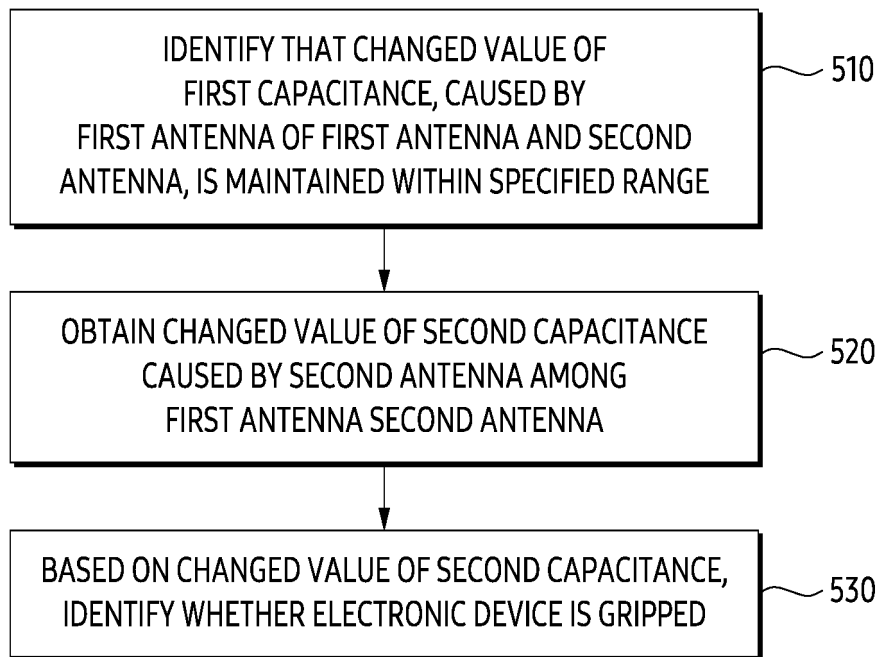 IDENTIFY THAT CHANGED VALUE OF
FIRST CAPACITANCE, CAUSED BY
FIRST ANTENNA OF FIRST ANTENNA AND SECOND
ANTENNA, IS MAINTAINED WITHIN SPECIFIED RANGE
510
OBTAIN CHANGED VALUE OF SECOND CAPACITANCE
CAUSED BY SECOND ANTENNA AMONG
FIRST ANTENNA SECOND ANTENNA
520
BASED ON CHANGED VALUE OF SECOND CAPACITANCE,
IDENTIFY WHETHER ELECTRONIC DEVICE IS GRIPPED
530